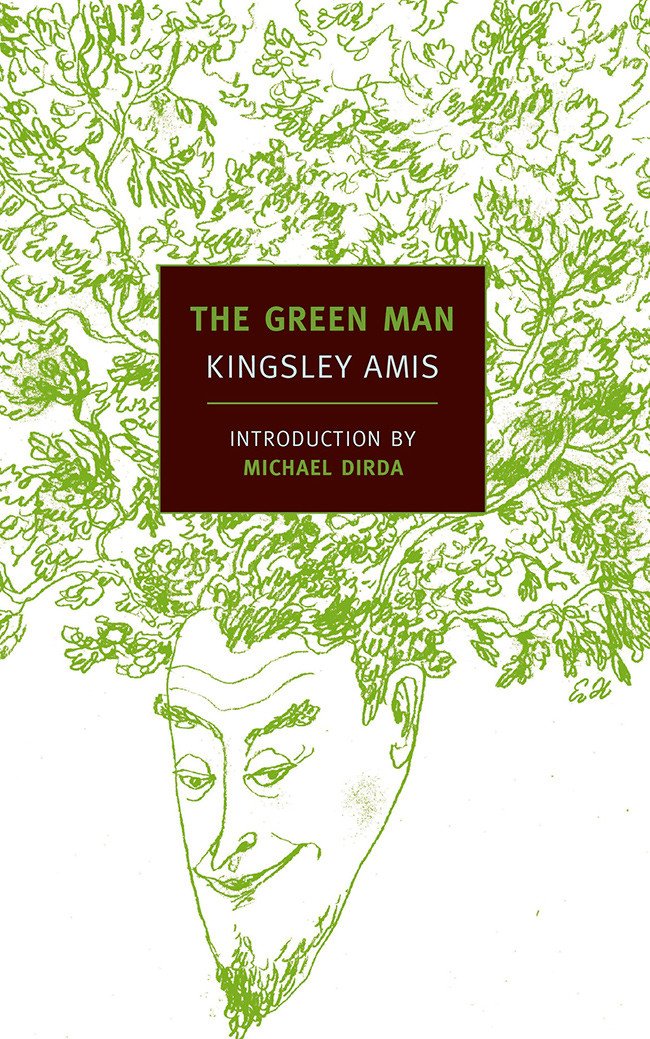 THE GREEN MAN
KINGSLEY AMIS
INTRODUCTION BY
MICHAEL DIRDA